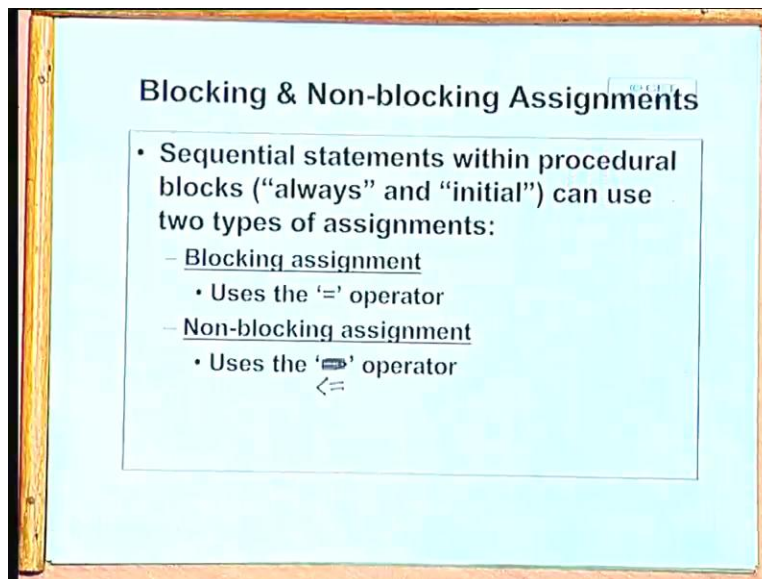 Blocking & Non-blocking Assignments
• Sequential statements within procedural
blocks (“always” and “initial”) can use
two types of assignments:
– Blocking assignment
• Uses the ‘=’ operator
– Non-blocking assignment
• Uses the ‘ ’ operator
<=